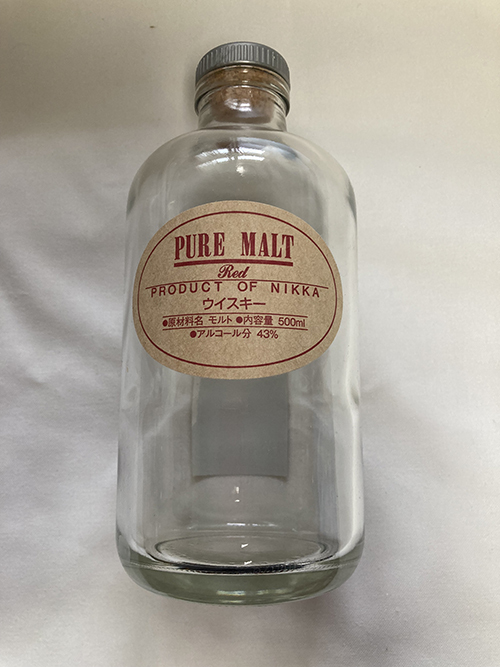 PURE MALT
Red
PRODUCT OF NIKKA
ウイスキー
●原材料名 モルト ●内容量 500ml
●アルコール分 43%